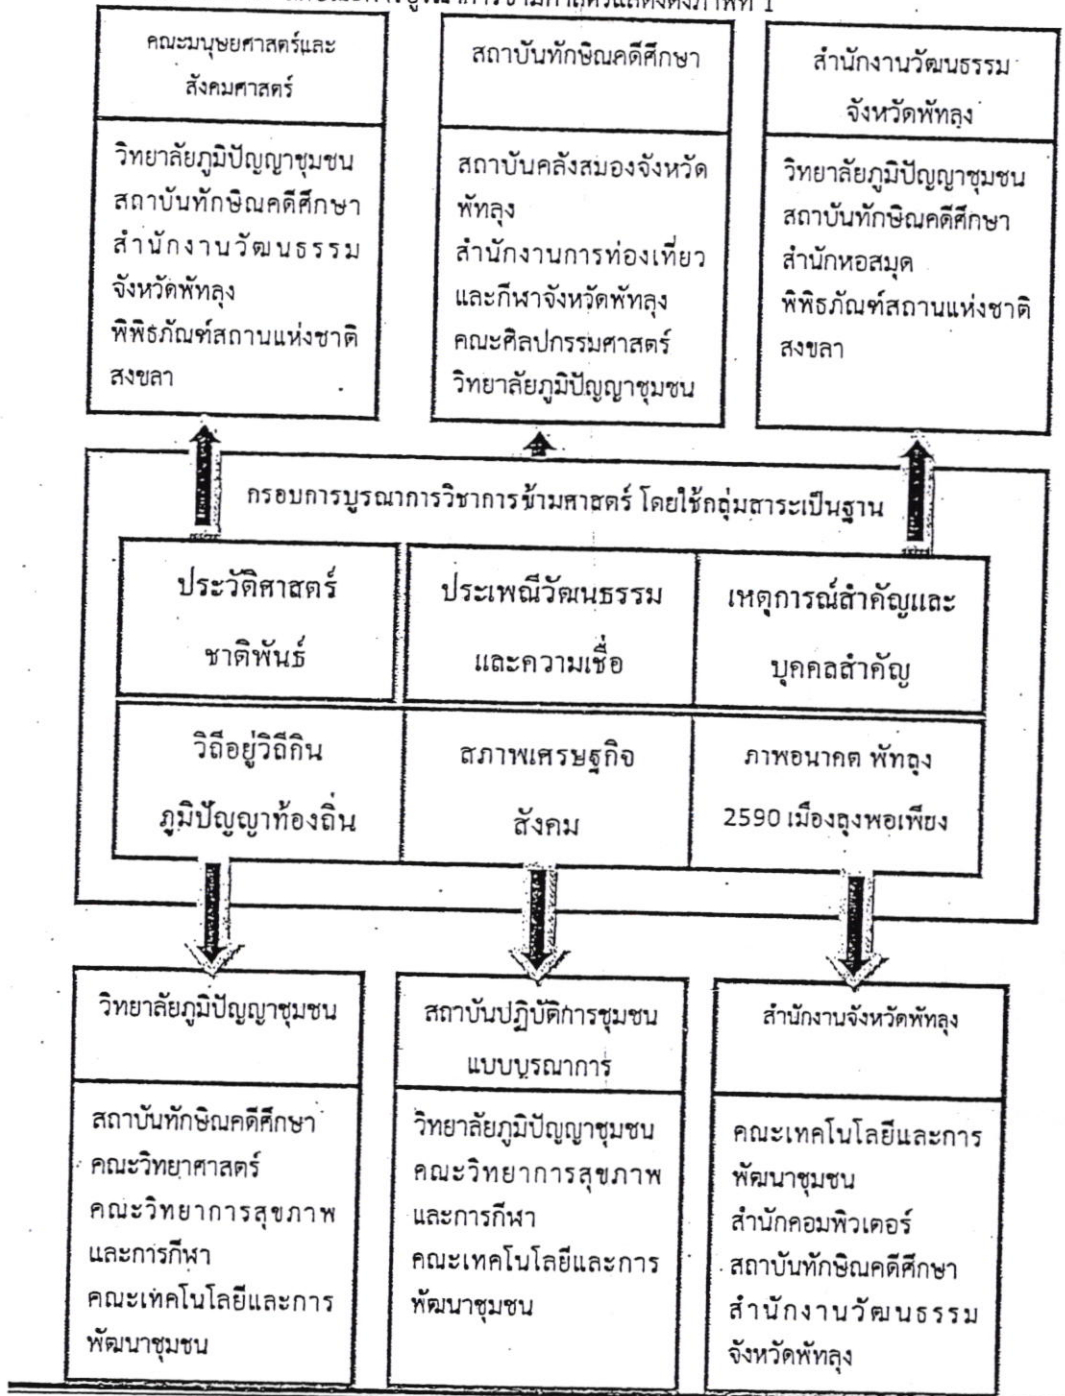 บูรณาการข้ามศาสตร์แสดงดังภาพที่ 1
คณะมนุษยศาสตร์และ
สังคมศาสตร์
วิทยาลัยภูมิปัญญาชุมชน
สถาบันทักษิณคดีศึกษา
สำนักงานวัฒนธรรม
จังหวัดพัทลุง
พิพิธภัณฑ์สถานแห่งชาติ
สงขลา
สถาบันทักษิณคดีศึกษา
สถาบันคลังสมองจังหวัด
พัทลุง
สำนักงานการท่องเที่ยว
และกีฬาจังหวัดพัทลุง
คณะศิลปกรรมศาสตร์
วิทยาลัยภูมิปัญญาชุมชน
สำนักงานวัฒนธรรม
จังหวัดพัทลุง
วิทยาลัยภูมิปัญญาชุมชน
สถาบันทักษิณคดีศึกษา
สำนักหอสมุด
พิพิธภัณฑ์สถานแห่งชาติ
สงขลา
กรอบการบูรณาการวิชาการข้ามศาสตร์ โดยใช้กลุ่มสาระเป็นฐาน
ประวัติศาสตร์
ชาติพันธ์
ประเพณีวัฒนธรรม
และความเชื่อ
เหตุการณ์สำคัญและ
บุคคลสำคัญ
วิถีอยู่วิถีกิน
ภูมิปัญญาท้องถิ่น
สภาพเศรษฐกิจ
สังคม
ภาพอนาคต พัทลุง
2590 เมืองลุงพอเพียง
วิทยาลัยภูมิปัญญาชุมชน
สถาบันทักษิณคดีศึกษา
คณะวิทยาศาสตร์
คณะวิทยาการสุขภาพ
และการกีฬา
คณะเทคโนโลยีและการ
พัฒนาชุมชน
สถาบันปฏิบัติการชุมชน
แบบบูรณาการ
วิทยาลัยภูมิปัญญาชุมชน
คณะวิทยาการสุขภาพ
และการกีฬา
คณะเทคโนโลยีและการ
พัฒนาชุมชน
สำนักงานจังหวัดพัทลุง
คณะเทคโนโลยีและการ
พัฒนาชุมชน
สำนักคอมพิวเตอร์
สถาบันทักษิณคดีศึกษา
สำนักงานวัฒนธรรม
จังหวัดพัทลุง